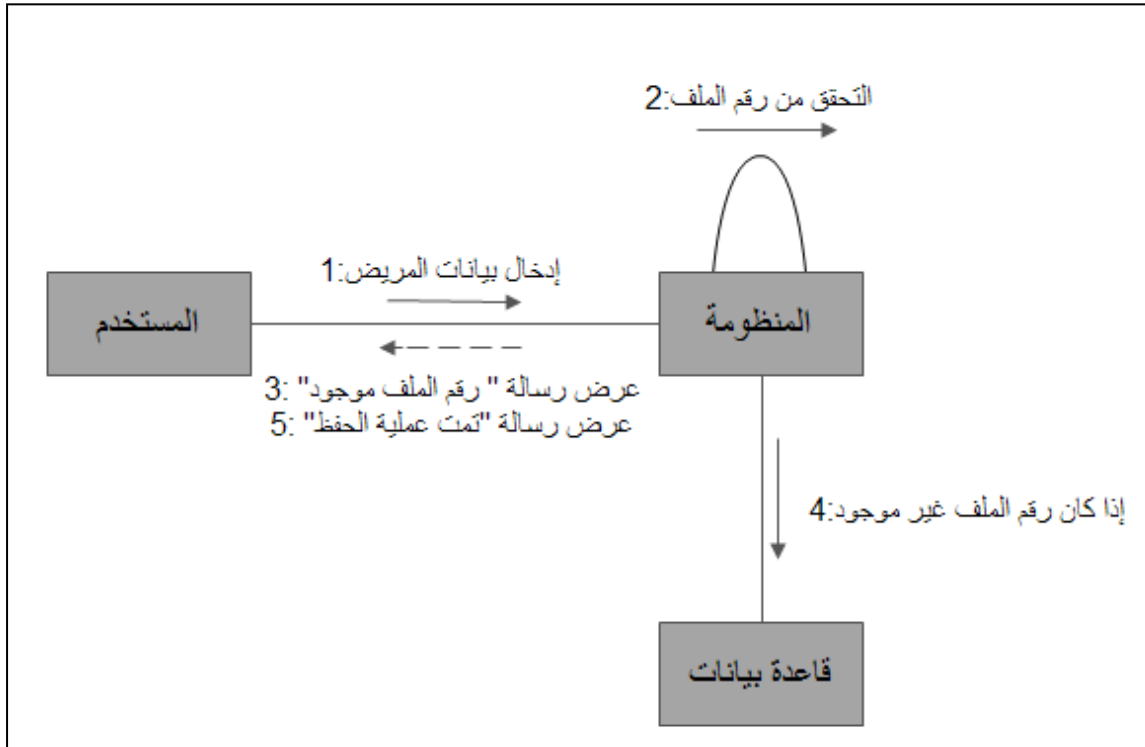 التحقق من رقم الملف:2
إدخال بيانات المريض:1
المستخدم
المنظومة
عرض رسالة " رقم الملف موجود" :3
عرض رسالة "تمت عملية الحفظ" :5
إذا كان رقم الملف غير موجود:4
قاعدة بيانات